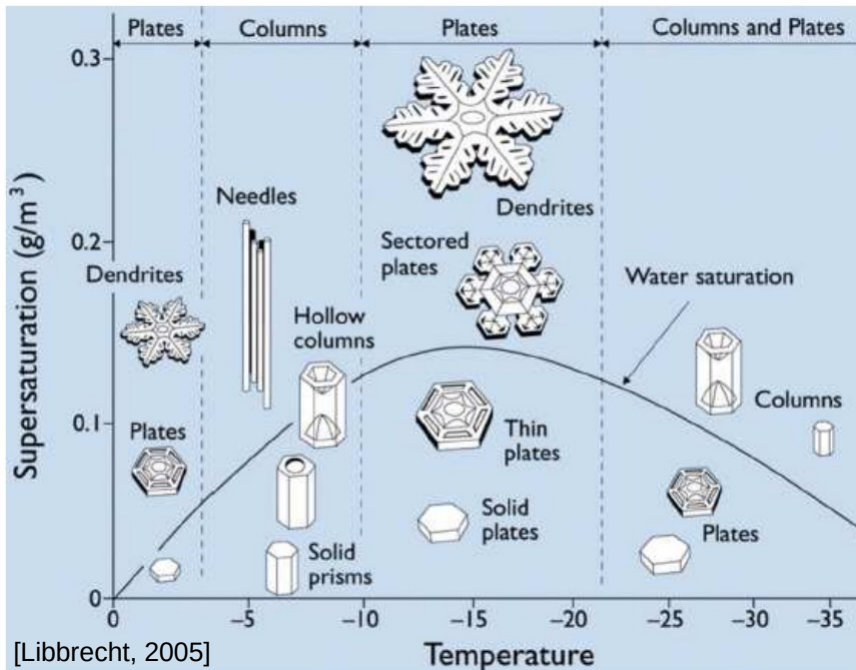 Plates
Columns
Plates
Columns and Plates
0.3
0.2
0.1
0
Supersaturation (g/m³)
Needles
Dendrites
Dendrites
Sectored
plates
Water saturation
Hollow
columns
Plates
Thin
plates
Columns
Solid
prisms
Solid
plates
Plates
0
−5
−10
−15
−20
−25
−30
−35
[Libbrecht, 2005]
Temperature